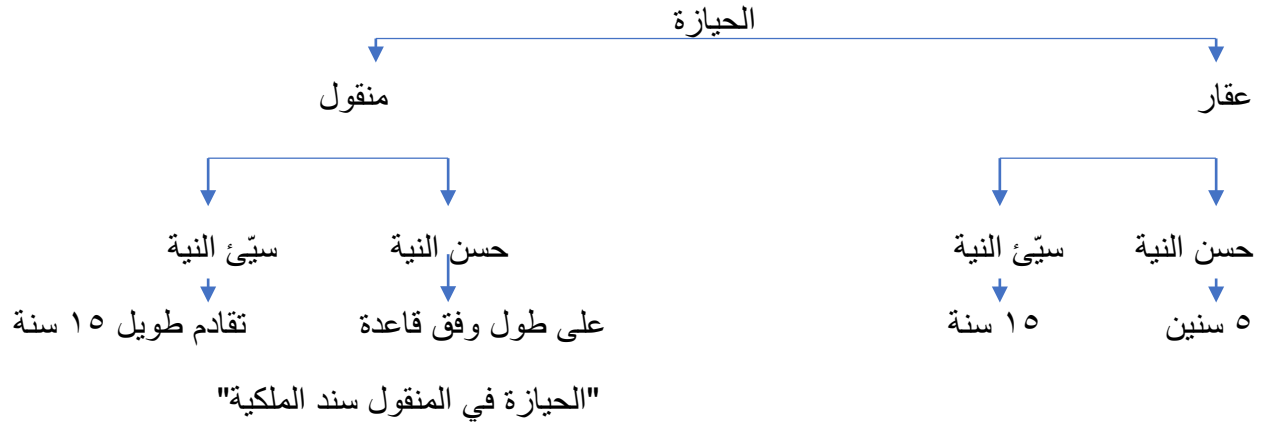 الحيازة
عقار منقول
حسن النية سيّئ النية حسن النية سيّئ النية
٥ سنين ١٥ سنة على طول وفق قاعدة تقادم طويل ١٥ سنة
"الحيازة في المنقول سند الملكية"